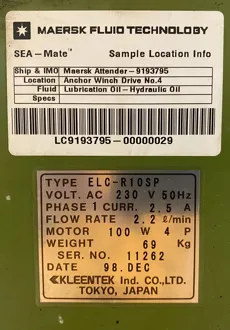 MAERSK FLUID TECHNOLOGY
SEA-Mate™ Sample Location Info
Ship & IMO Maersk Attender-9193795
Location Anchor Winch Drive No.4
Fluid Lubrication Oil-Hydraulic Oil
Specs
LC9193795-00000029
TYPE ELC-R10SP
VOLT. AC 230 V 50Hz
PHASE 1 CURR. 2.5 A
FLOW RATE 2.2 ℓ/min
MOTOR 100 W 4 P
WEIGHT 69 Kg
SER. NO. 11262
DATE 98.DEC
KLEENTEK Ind. CO.,LTD.
TOKYO, JAPAN